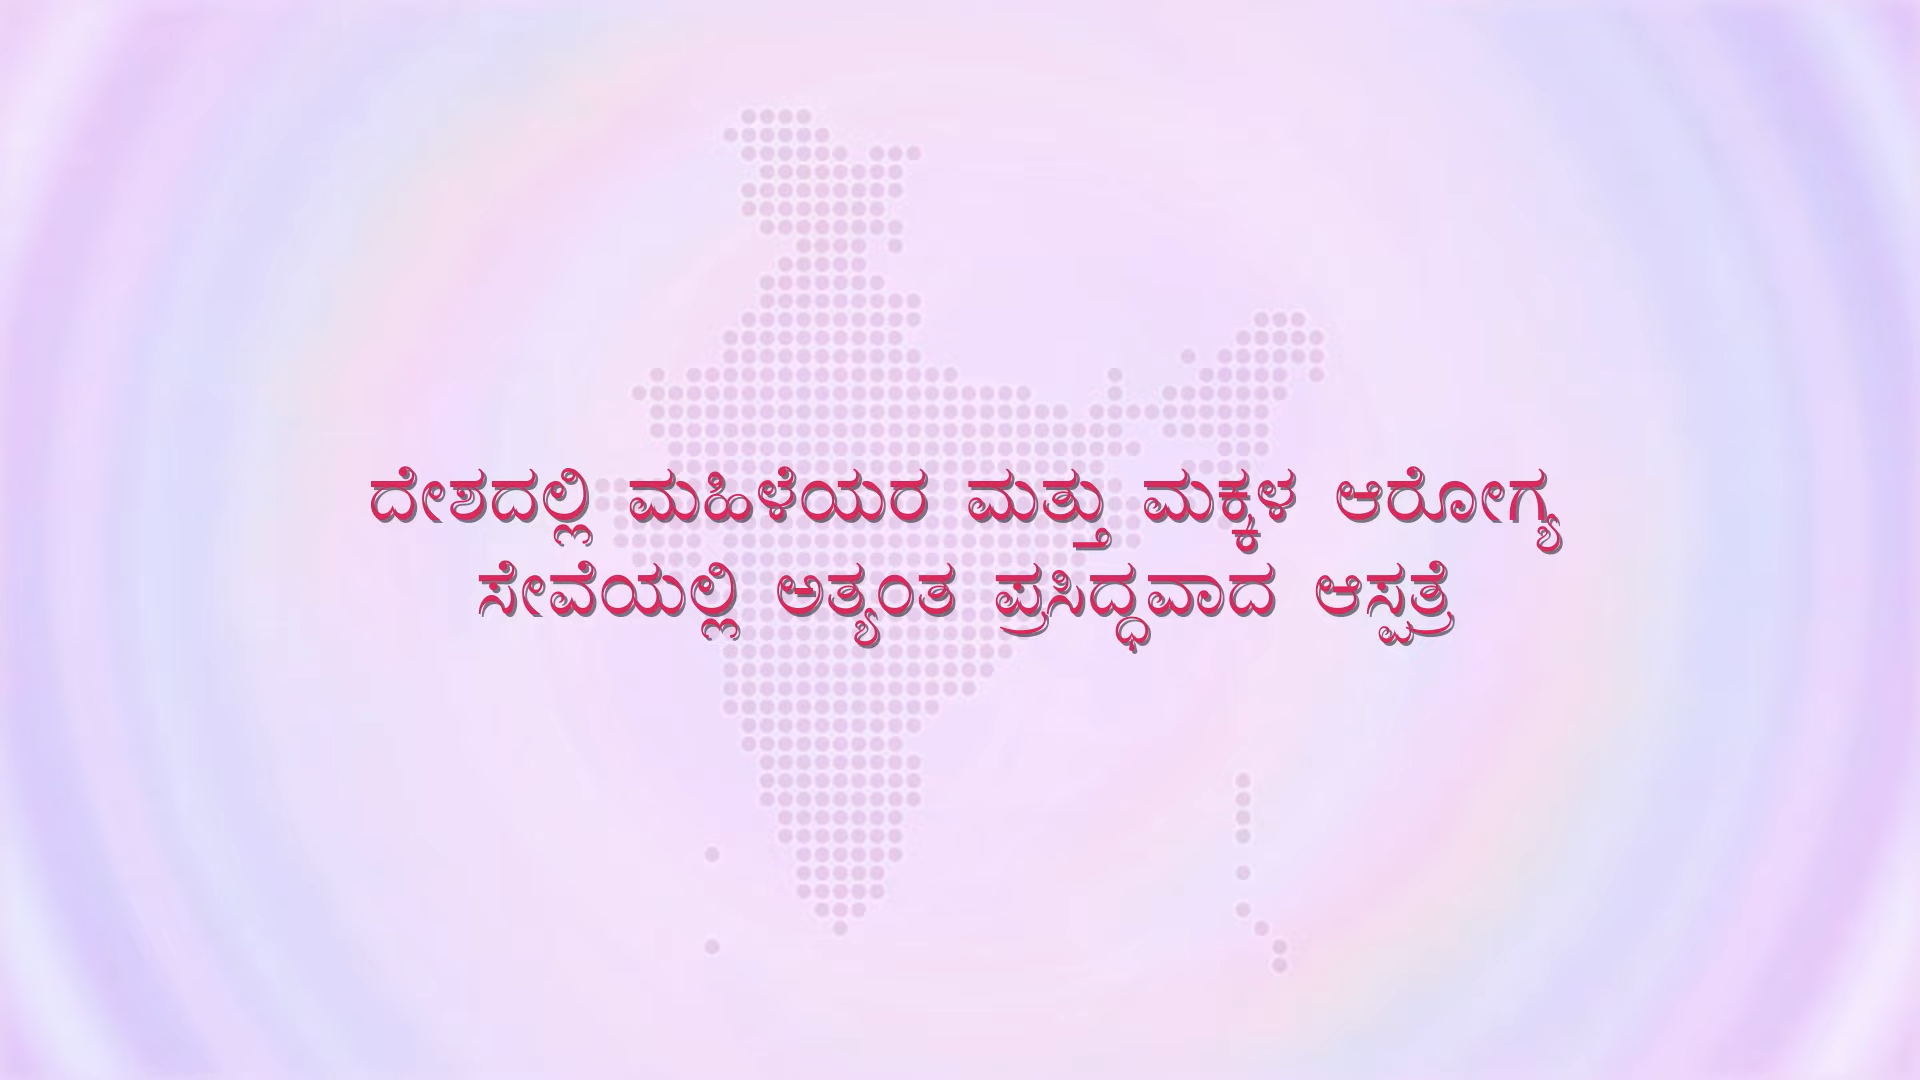 ದೇಶದಲ್ಲಿ ಮಹಿಳೆಯರ ಮತ್ತು ಮಕ್ಕಳ ಆರೋಗ್ಯ
ಸೇವೆಯಲ್ಲಿ ಅತ್ಯಂತ ಪ್ರಸಿದ್ಧವಾದ ಆಸ್ಪತ್ರೆ